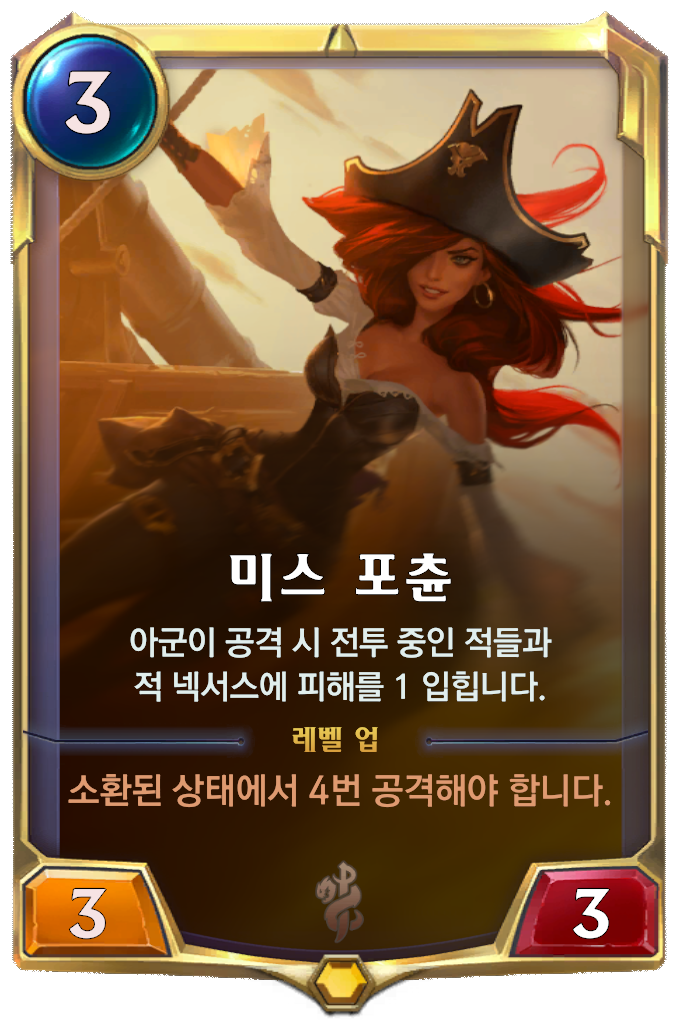 3
미스 포츈
아군이 공격 시 전투 중인 적들과
적 넥서스에 피해를 1 입힙니다.
레벨 업
소환된 상태에서 4번 공격해야 합니다.
3
3